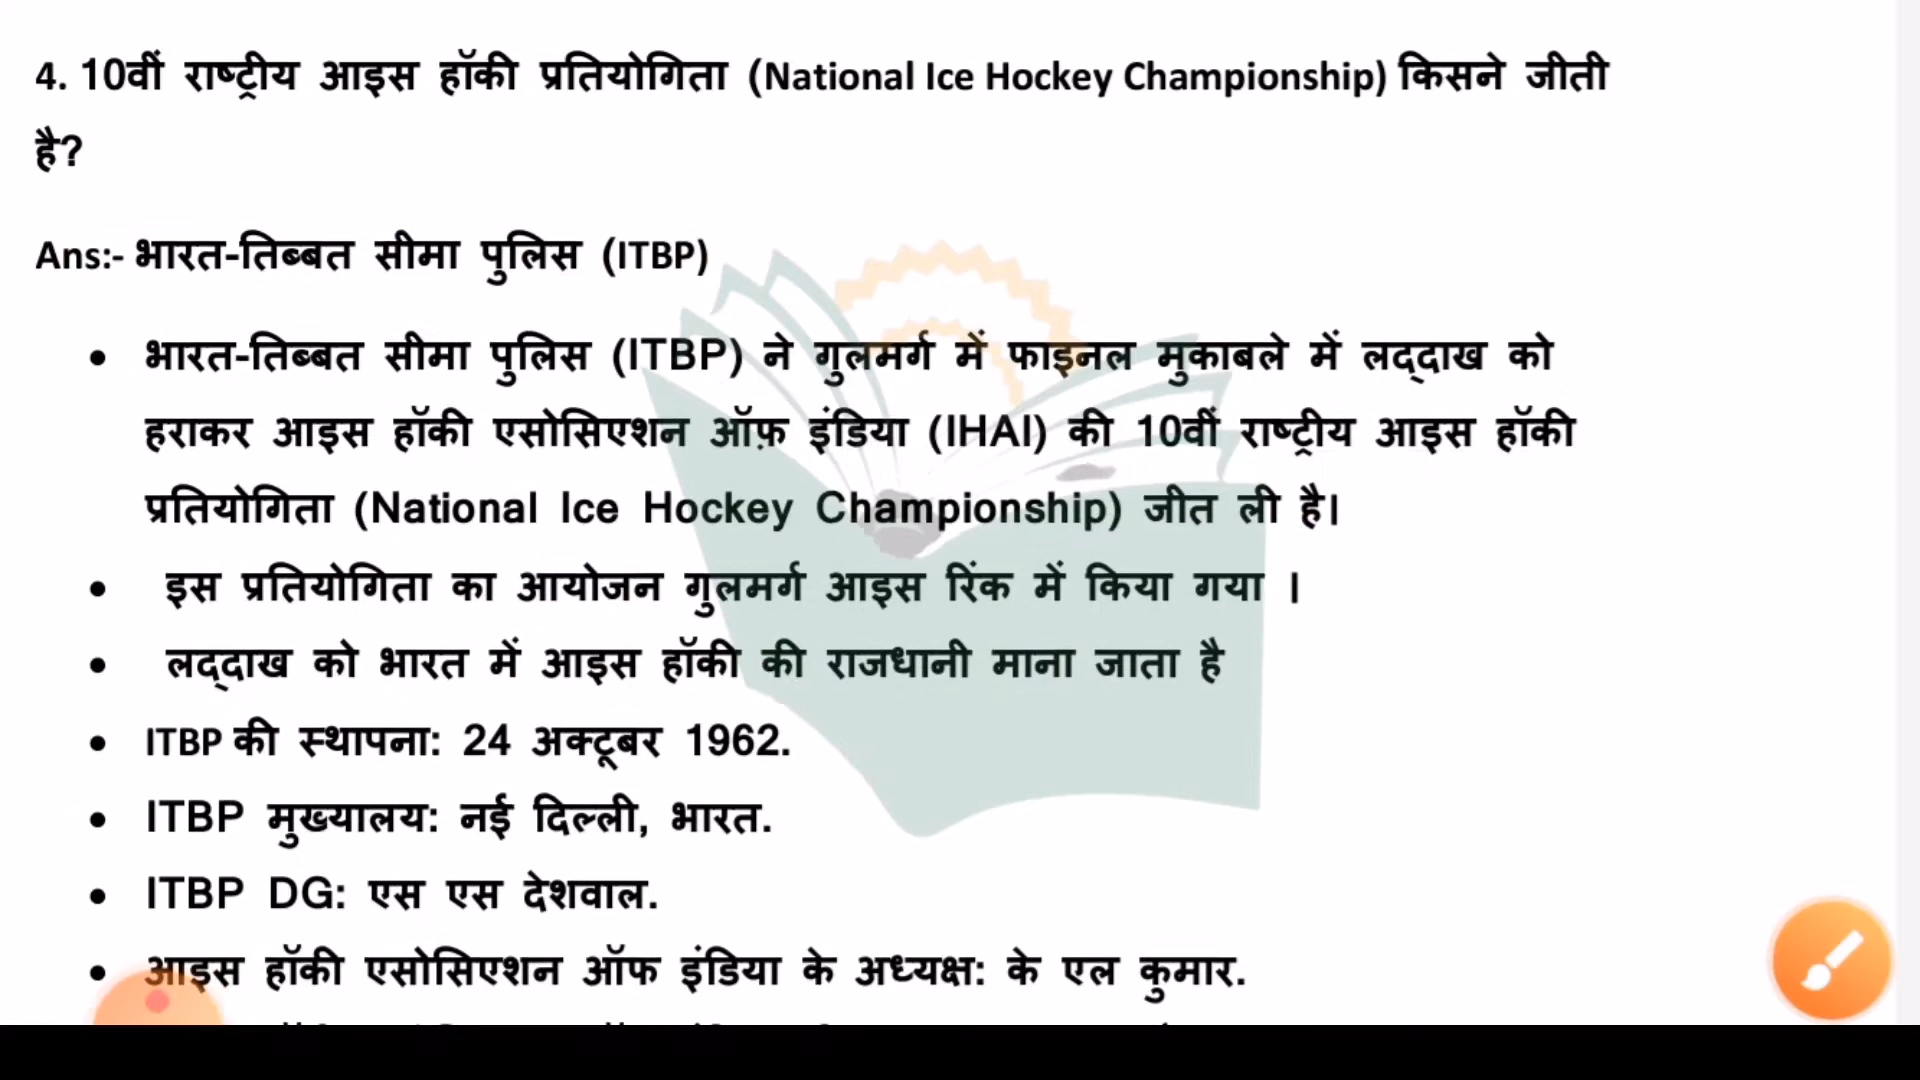 4. 10वीं राष्ट्रीय आइस हॉकी प्रतियोगिता (National Ice Hockey Championship) किसने जीती
है?
Ans:- भारत-तिब्बत सीमा पुलिस (ITBP)
• भारत-तिब्बत सीमा पुलिस (ITBP) ने गुलमर्ग में फाइनल मुकाबले में लद्दाख को
हराकर आइस हॉकी एसोसिएशन ऑफ़ इंडिया (IHAI) की 10वीं राष्ट्रीय आइस हॉकी
प्रतियोगिता (National Ice Hockey Championship) जीत ली है।
• इस प्रतियोगिता का आयोजन गुलमर्ग आइस रिंक में किया गया ।
• लद्दाख को भारत में आइस हॉकी की राजधानी माना जाता है
• ITBP की स्थापना: 24 अक्टूबर 1962.
• ITBP मुख्यालय: नई दिल्ली, भारत.
• ITBP DG: एस एस देशवाल.
• आइस हॉकी एसोसिएशन ऑफ इंडिया के अध्यक्ष: के एल कुमार.